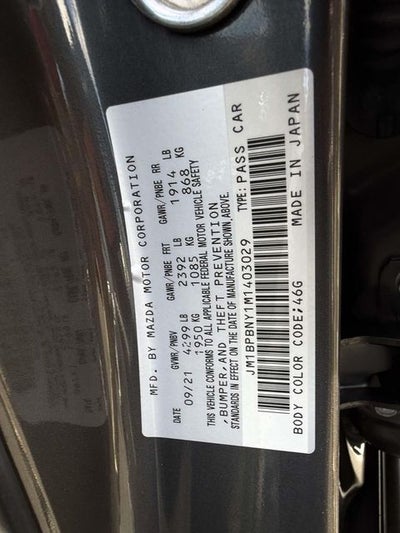 MFD. BY MAZDA MOTOR CORPORATION
DATE GVWR/PNBV GAWR/PNBE FRT GAWR/PNBE RR
09/21 4299 LB 2392 LB 1914 LB
1950 KG 1085 KG 868 KG
THIS VEHICLE CONFORMS TO ALL APPLICABLE FEDERAL MOTOR VEHICLE SAFETY
,BUMPER,AND THEFT PREVENTION
STANDARDS IN EFFECT ON THE DATE OF MANUFACTURE SHOWN ABOVE.
JM1BPBNY1M1403029 TYPE: PASS CAR
BODY COLOR CODE;46G MADE IN JAPAN